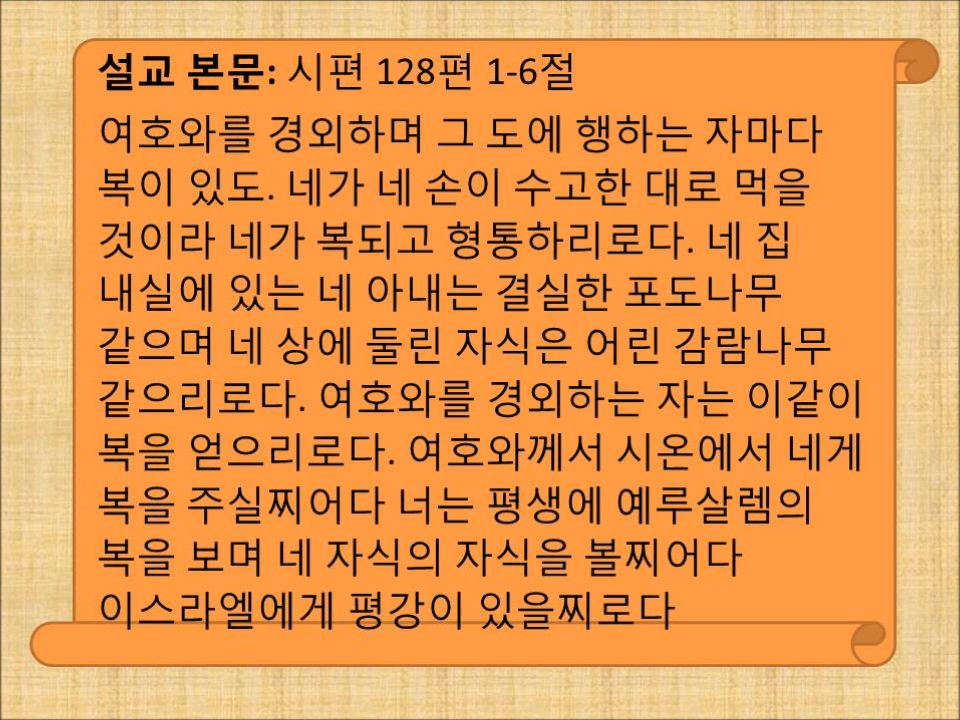 설교 본문: 시편 128편 1-6절
여호와를 경외하며 그 도에 행하는 자마다
복이 있도. 네가 네 손이 수고한 대로 먹을
것이라 네가 복되고 형통하리로다. 네 집
내실에 있는 네 아내는 결실한 포도나무
같으며 네 상에 둘린 자식은 어린 감람나무
같으리로다. 여호와를 경외하는 자는 이같이
복을 얻으리로다. 여호와께서 시온에서 네게
복을 주실찌어다 너는 평생에 예루살렘의
복을 보며 네 자식의 자식을 볼찌어다
이스라엘에게 평강이 있을찌로다